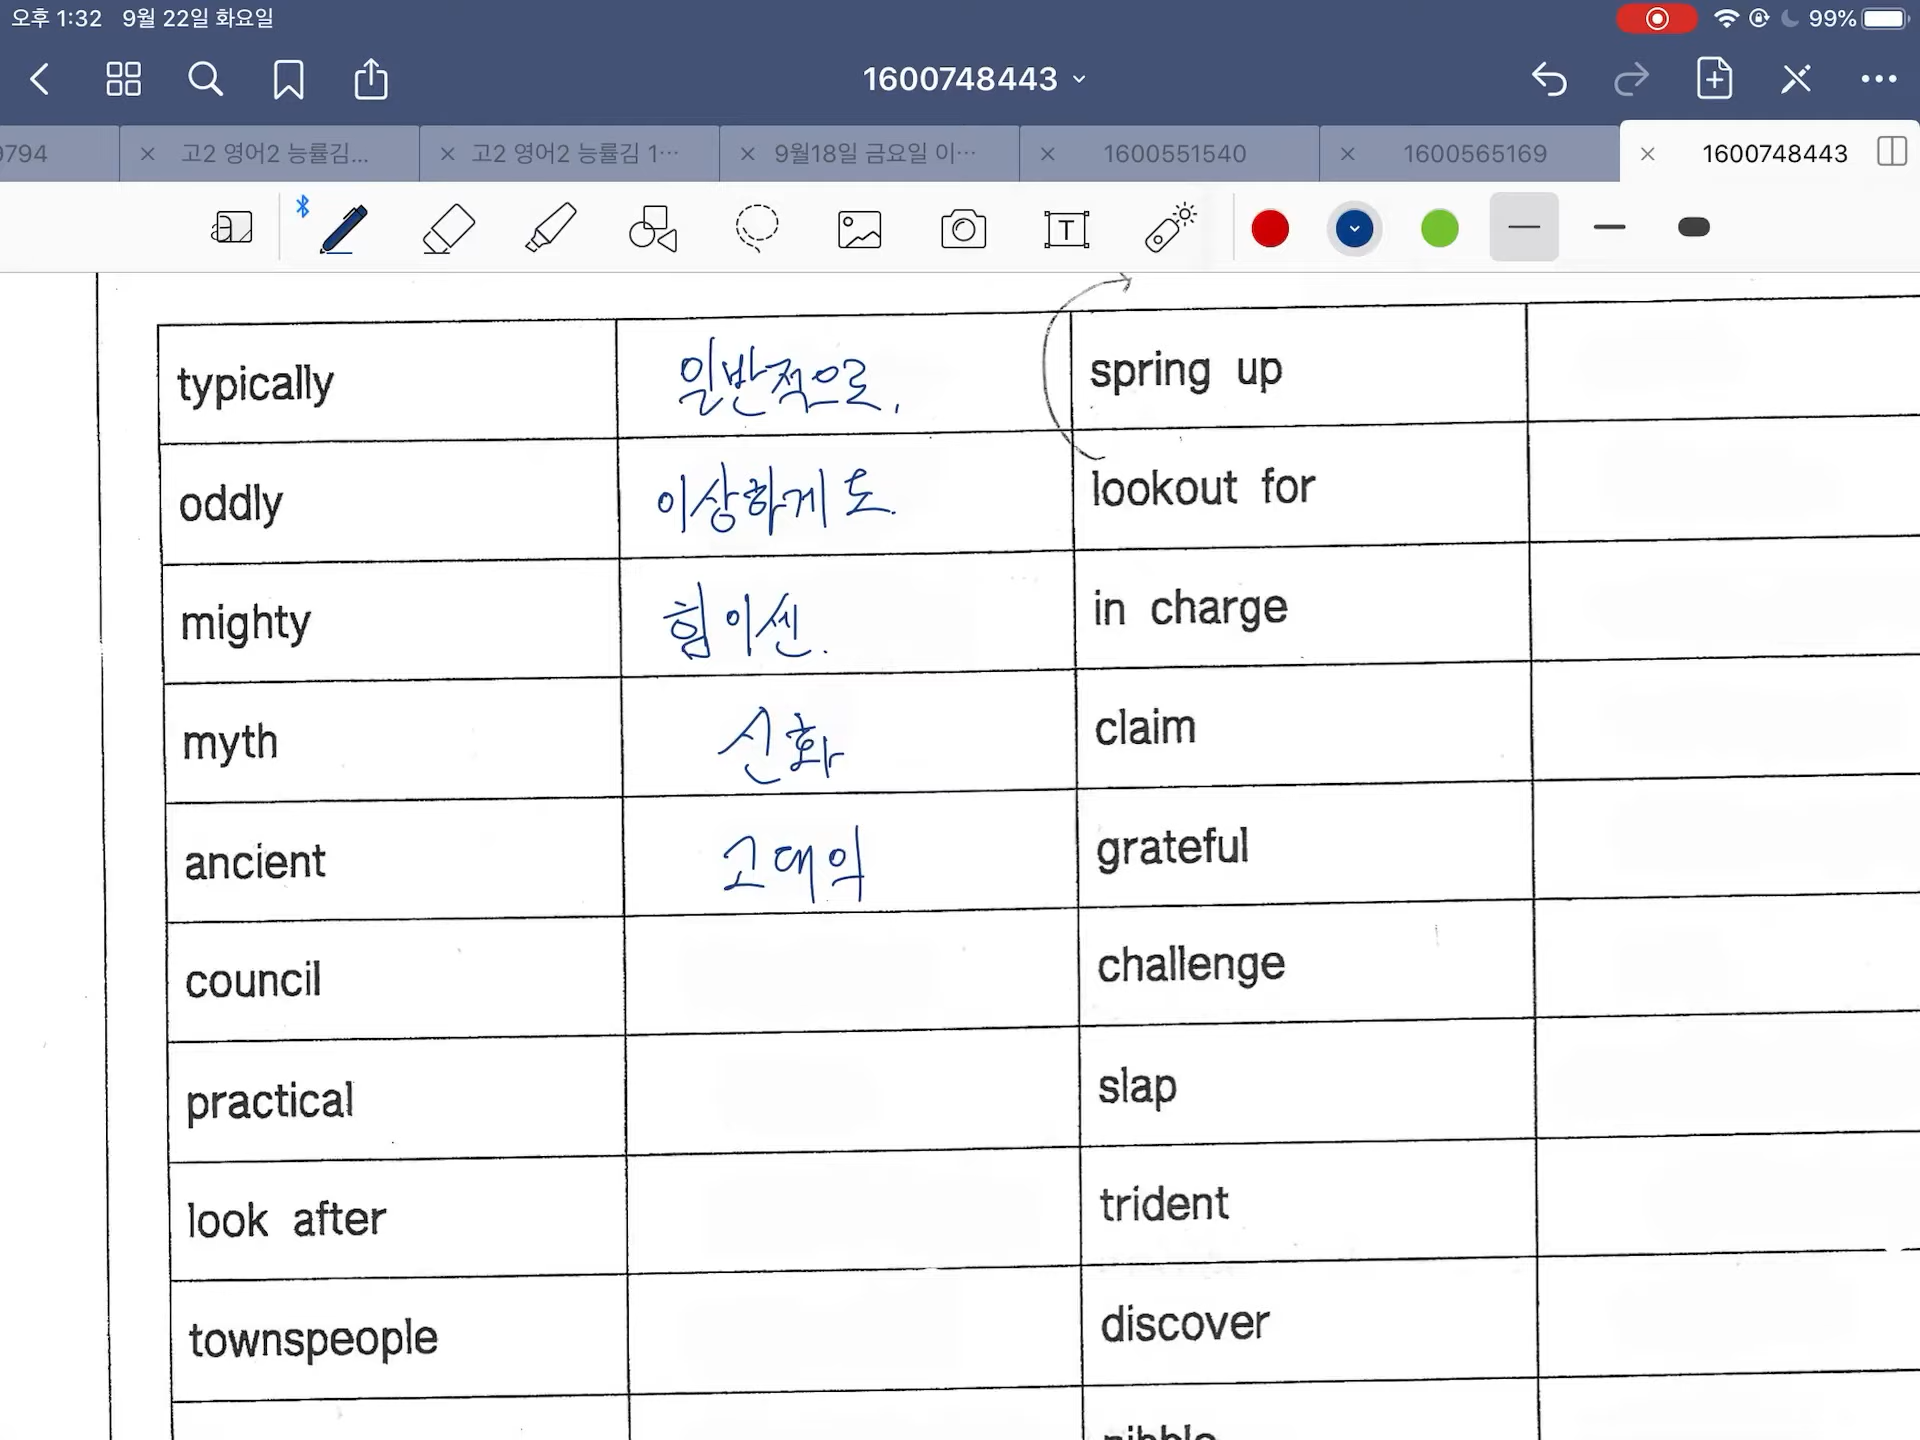 오후 1:32 9월 22일 화요일 99%
1600748443
9794 고2 영어2 능률김... 고2 영어2 능률김 1... 9월18일 금요일 이... 1600551540 1600565169 1600748443
typically 일반적으로, spring up
oddly 이상하게도. lookout for
mighty 힘이센. in charge
myth 신화 claim
ancient 고대의 grateful
council challenge
practical slap
look after trident
townspeople discover